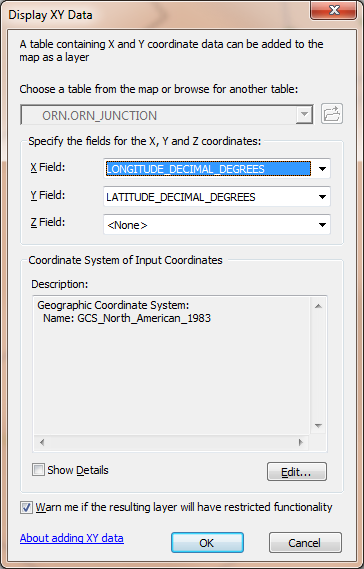 Display XY Data
A table containing X and Y coordinate data can be added to the
map as a layer
Choose a table from the map or browse for another table:
ORN.ORN_JUNCTION
Specify the fields for the X, Y and Z coordinates:
X Field: LONGITUDE_DECIMAL_DEGREES
Y Field: LATITUDE_DECIMAL_DEGREES
Z Field: <None>
Coordinate System of Input Coordinates
Description:
Geographic Coordinate System:
Name: GCS_North_American_1983
Show Details Edit...
Warn me if the resulting layer will have restricted functionality
About adding XY data OK Cancel